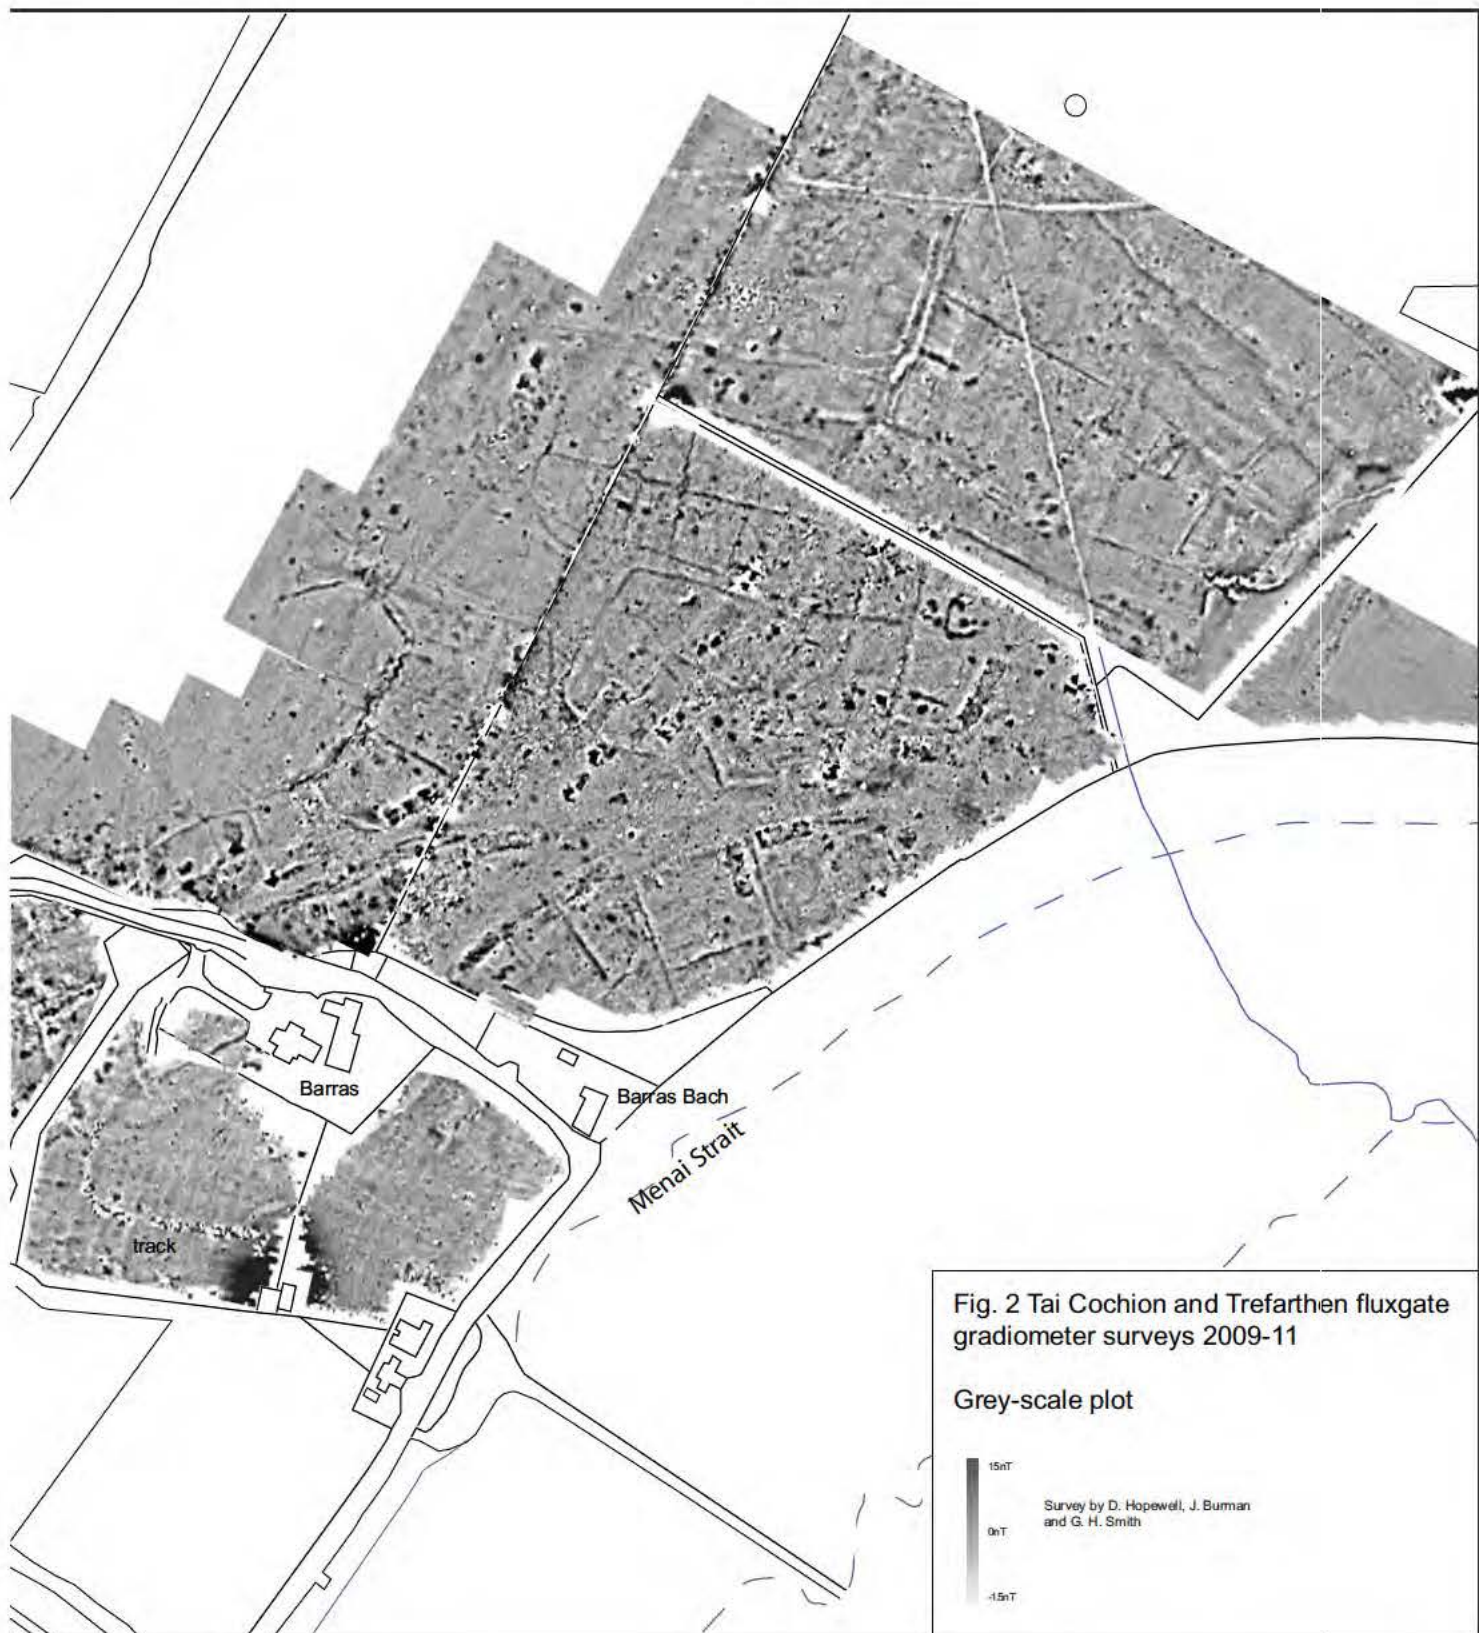 Barras
Barras Bach
Menai Strait
track
Fig. 2 Tai Cochion and Trefarthen fluxgate
gradiometer surveys 2009-11
Grey-scale plot
15nT
0nT
-15nT
Survey by D. Hopewell, J. Burman
and G. H. Smith